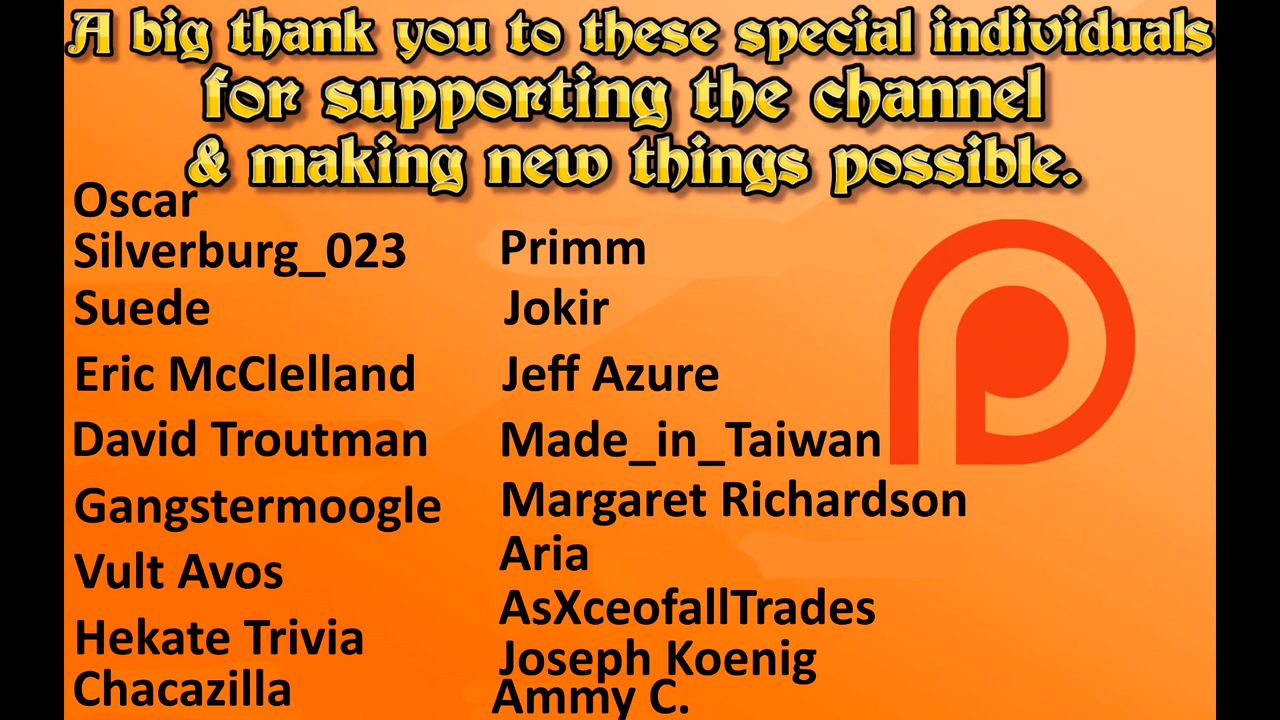 A big thank you to these special individuals
for supporting the channel
& making new things possible.
Oscar
Silverburg_023
Suede
Eric McClelland
David Troutman
Gangstermoogle
Vult Avos
Hekate Trivia
Chacazilla
Primm
Jokir
Jeff Azure
Made_in_Taiwan
Margaret Richardson
Aria
AsXceofallTrades
Joseph Koenig
Ammy C.